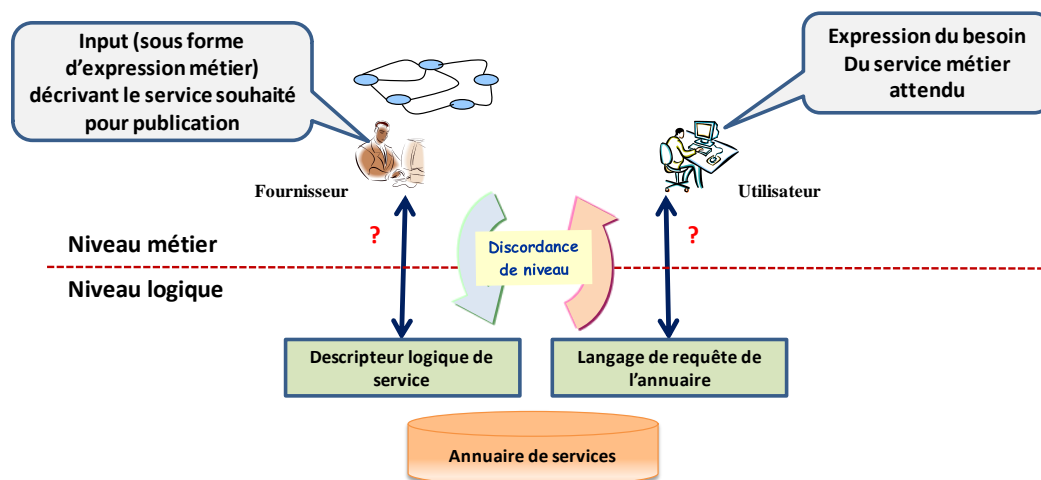 Input (sous forme
d'expression métier)
décrivant le service souhaité
pour publication
Expression du besoin
Du service métier
attendu
Fournisseur
Utilisateur
?
?
Niveau métier
Discordance
de niveau
Niveau logique
Descripteur logique de
service
Langage de requête de
l'annuaire
Annuaire de services